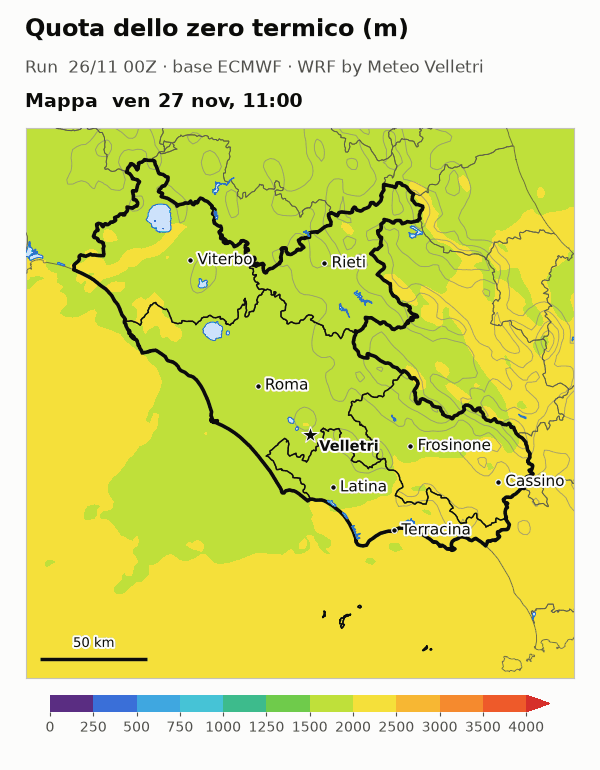 Quota dello zero termico (m)
Run  26/11 00Z · base ECMWF · WRF by Meteo Velletri
Mappa  ven 27 nov, 11:00
Viterbo
Rieti
Roma
Velletri
Frosinone
Latina
Cassino
Terracina
50 km
0 250 500 750 1000 1250 1500 2000 2500 3000 3500 4000